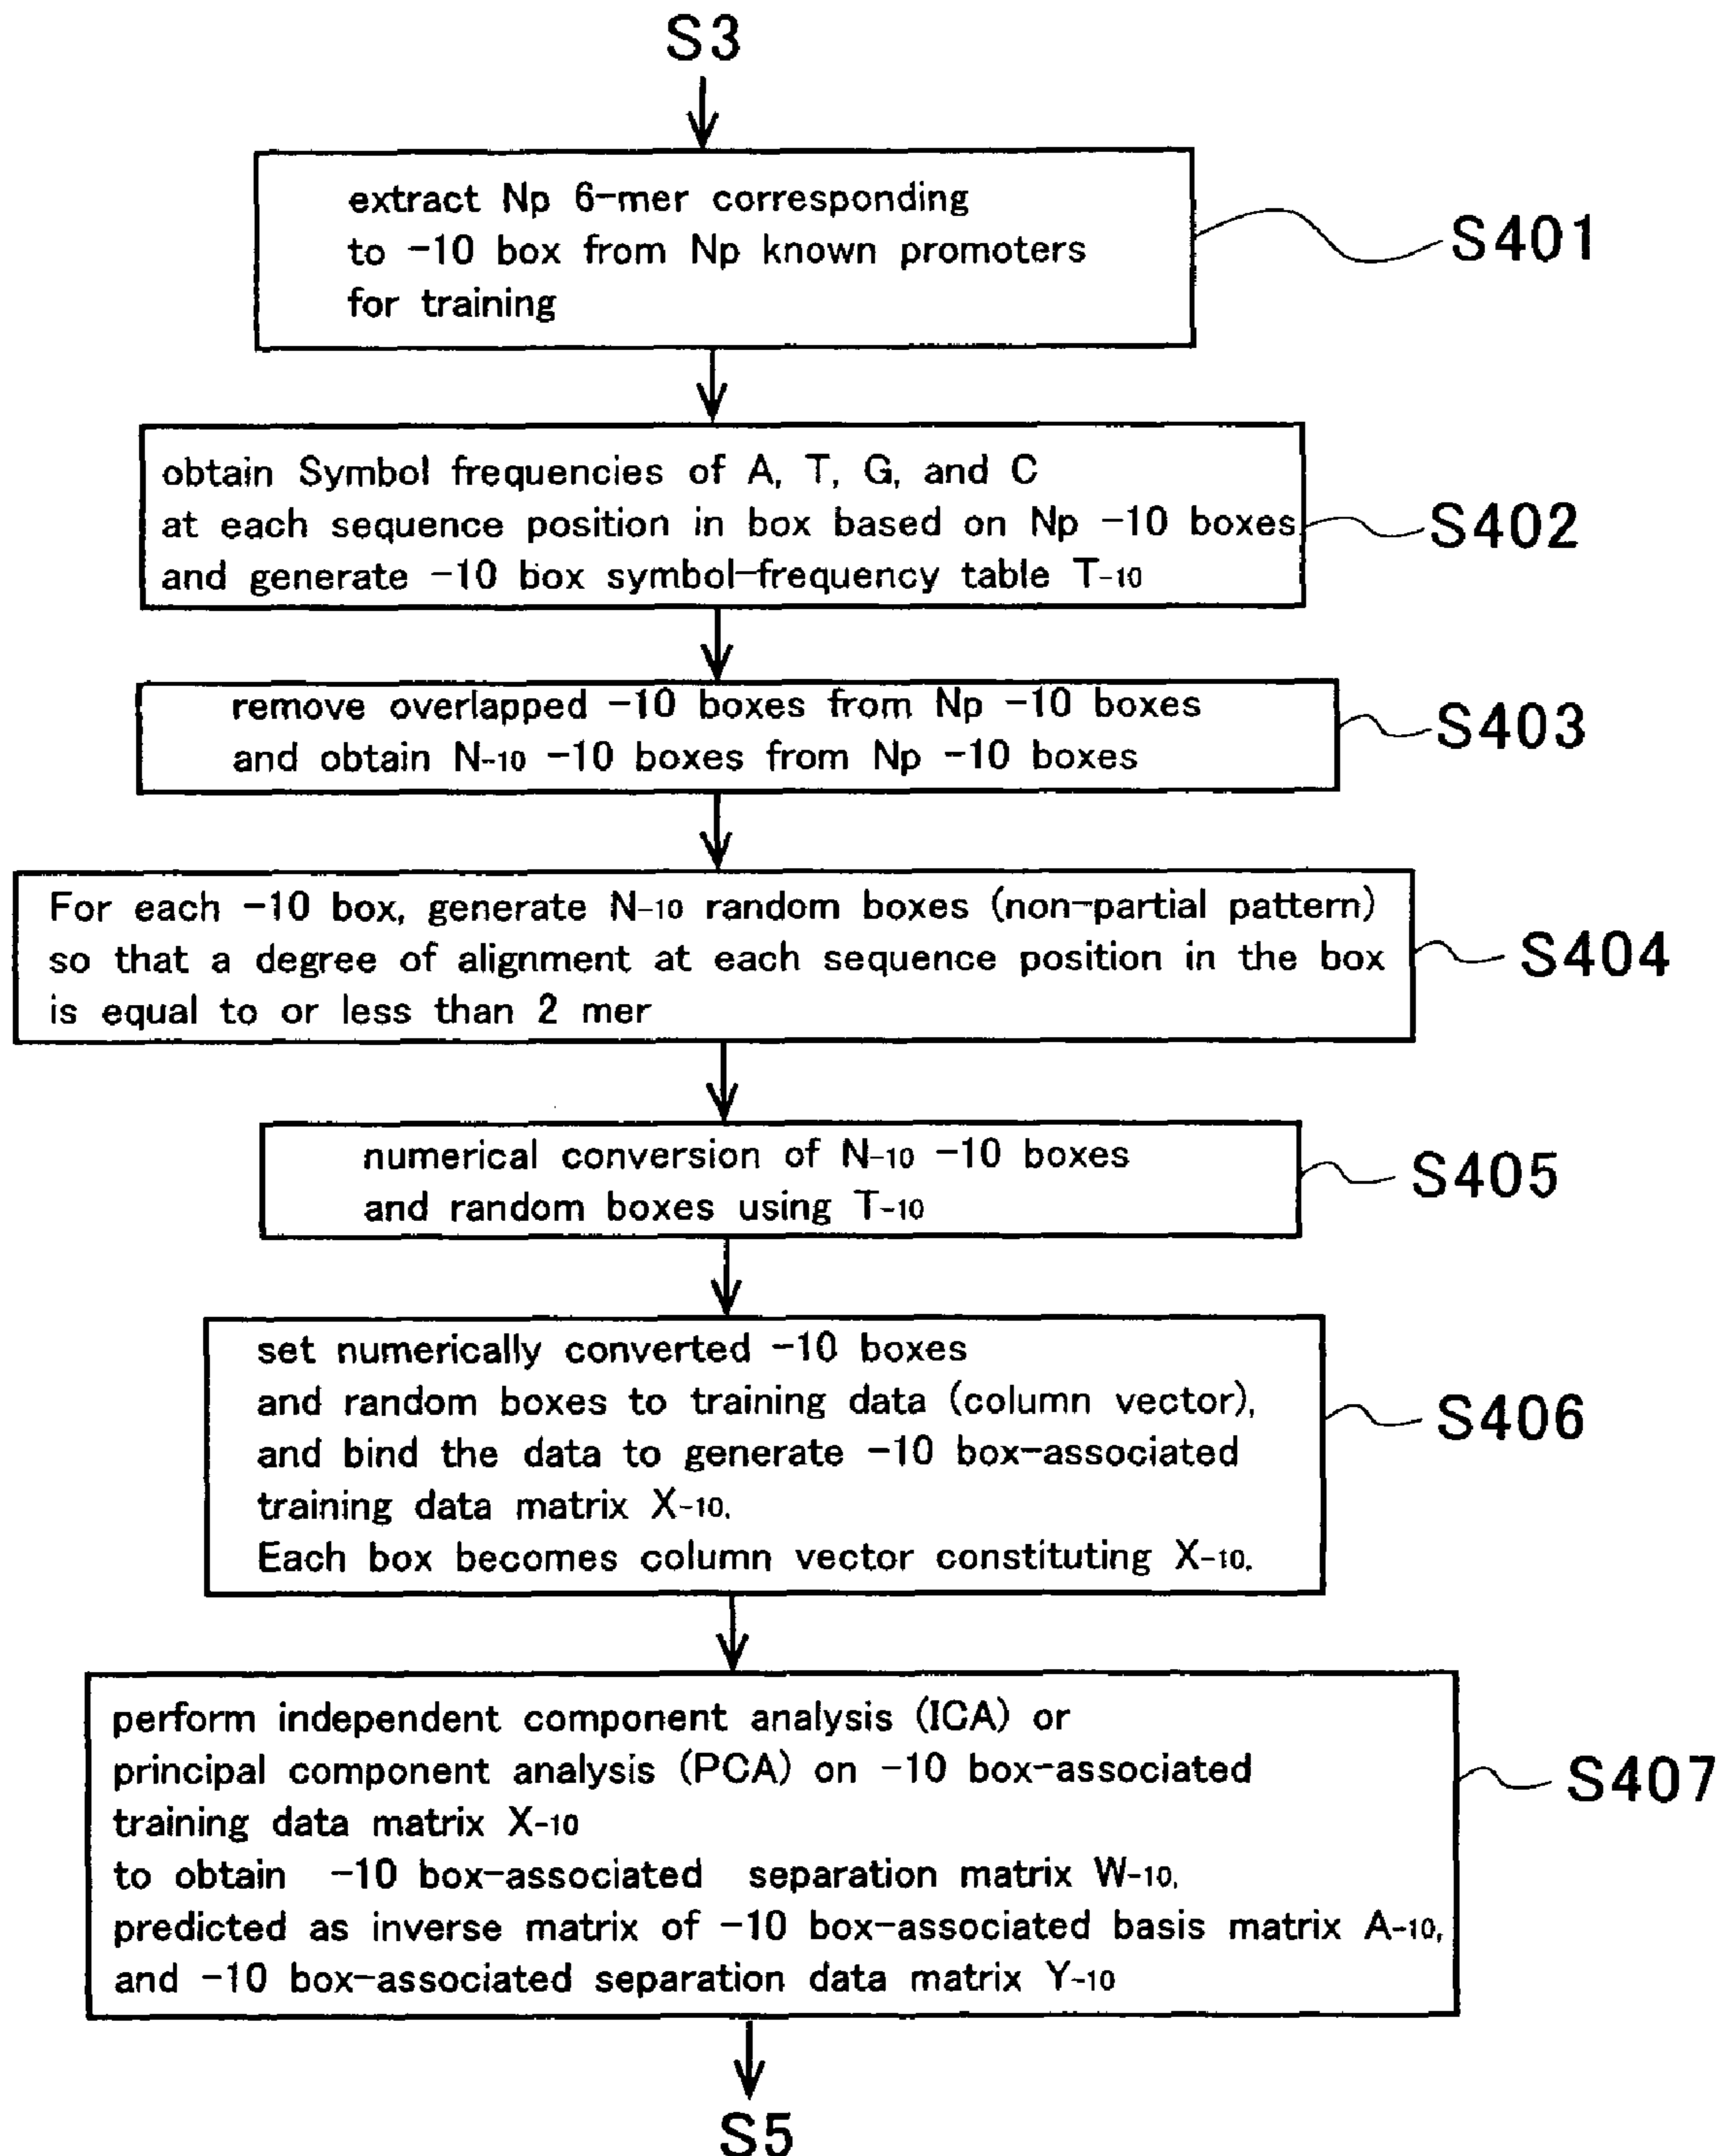 S3
extract Np 6-mer corresponding
to -10 box from Np known promoters
for training
S401
obtain Symbol frequencies of A, T, G, and C
at each sequence position in box based on Np -10 boxes
and generate -10 box symbol-frequency table T-10
S402
remove overlapped -10 boxes from Np -10 boxes
and obtain N-10 -10 boxes from Np -10 boxes
S403
For each -10 box, generate N-10 random boxes (non-partial pattern)
so that a degree of alignment at each sequence position in the box
is equal to or less than 2 mer
S404
numerical conversion of N-10 -10 boxes
and random boxes using T-10
S405
set numerically converted -10 boxes
and random boxes to training data (column vector),
and bind the data to generate -10 box-associated
training data matrix X-10.
Each box becomes column vector constituting X-10.
S406
perform independent component analysis (ICA) or
principal component analysis (PCA) on -10 box-associated
training data matrix X-10
to obtain -10 box-associated separation matrix W-10,
predicted as inverse matrix of -10 box-associated basis matrix A-10,
and -10 box-associated separation data matrix Y-10
S407
S5